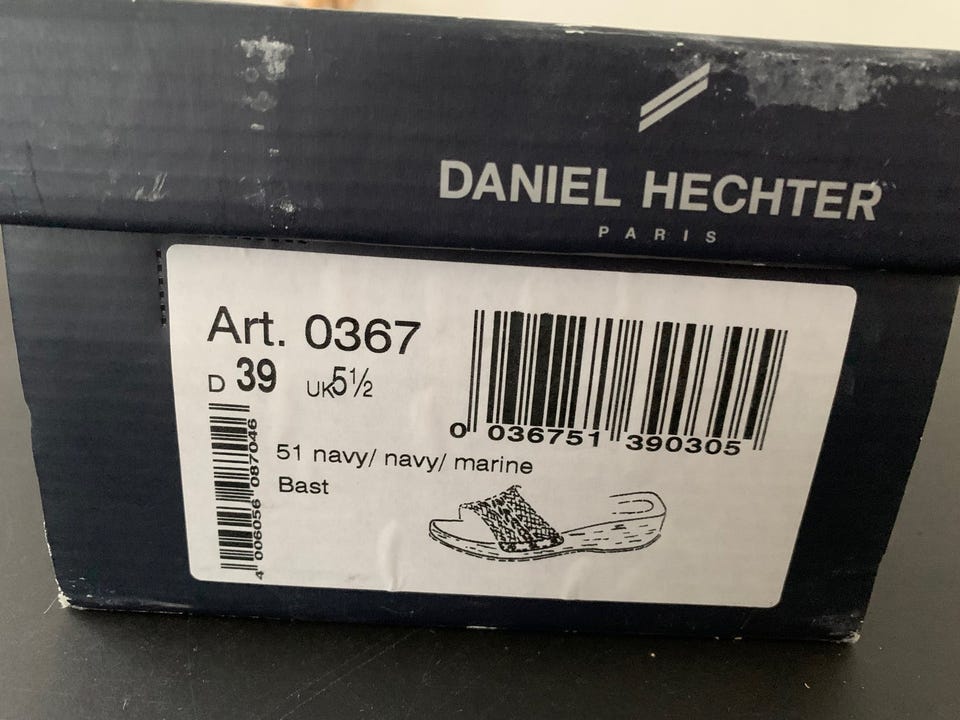 DANIEL HECHTER
PARIS
Art. 0367
D 39 UK 5½
0 036751 390305
51 navy/ navy/ marine
Bast
4 006056 087046